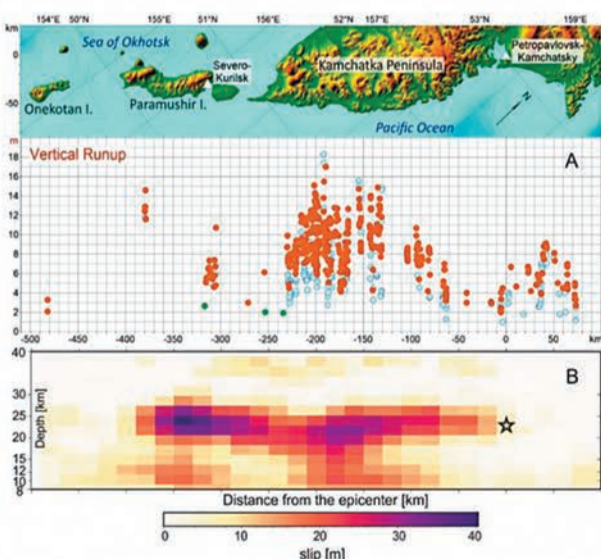 154°E 50°N 155°E 51°N 156°E 52°N 157°E 53°N 159°E
km
0
-50
Sea of Okhotsk
Severo-
Kurilsk
Kamchatka Peninsula
Petropavlovsk-
Kamchatsky
Onekotan I.
Paramushir I.
Pacific Ocean
N
m
Vertical Runup
A
18
16
14
12
10
8
6
4
2
0
-500 -450 -400 -350 -300 -250 -200 -150 -100 -50 0 50 km
B
Depth [km]
40
30
25
20
15
12
10
8
Distance from the epicenter [km]
0 10 20 30 40
slip [m]